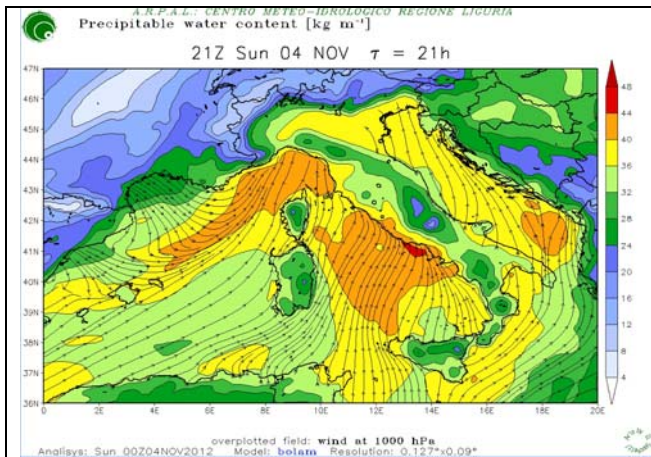 A.R.P.A.L.: CENTRO METEO-IDROLOGICO REGIONE LIGURIA
Precipitable water content [kg m⁻¹]
21Z Sun 04 NOV τ = 21h
47N
46N
45N
44N
43N
42N
41N
40N
39N
38N
37N
36N
0
2E
4E
6E
8E
10E
12E
14E
16E
18E
20E
48
44
40
36
32
28
24
20
16
12
8
4
overplotted field: wind at 1000 hPa
Analisys: Sun 00Z04NOV2012 Model: bolam Resolution: 0.127°x0.09°